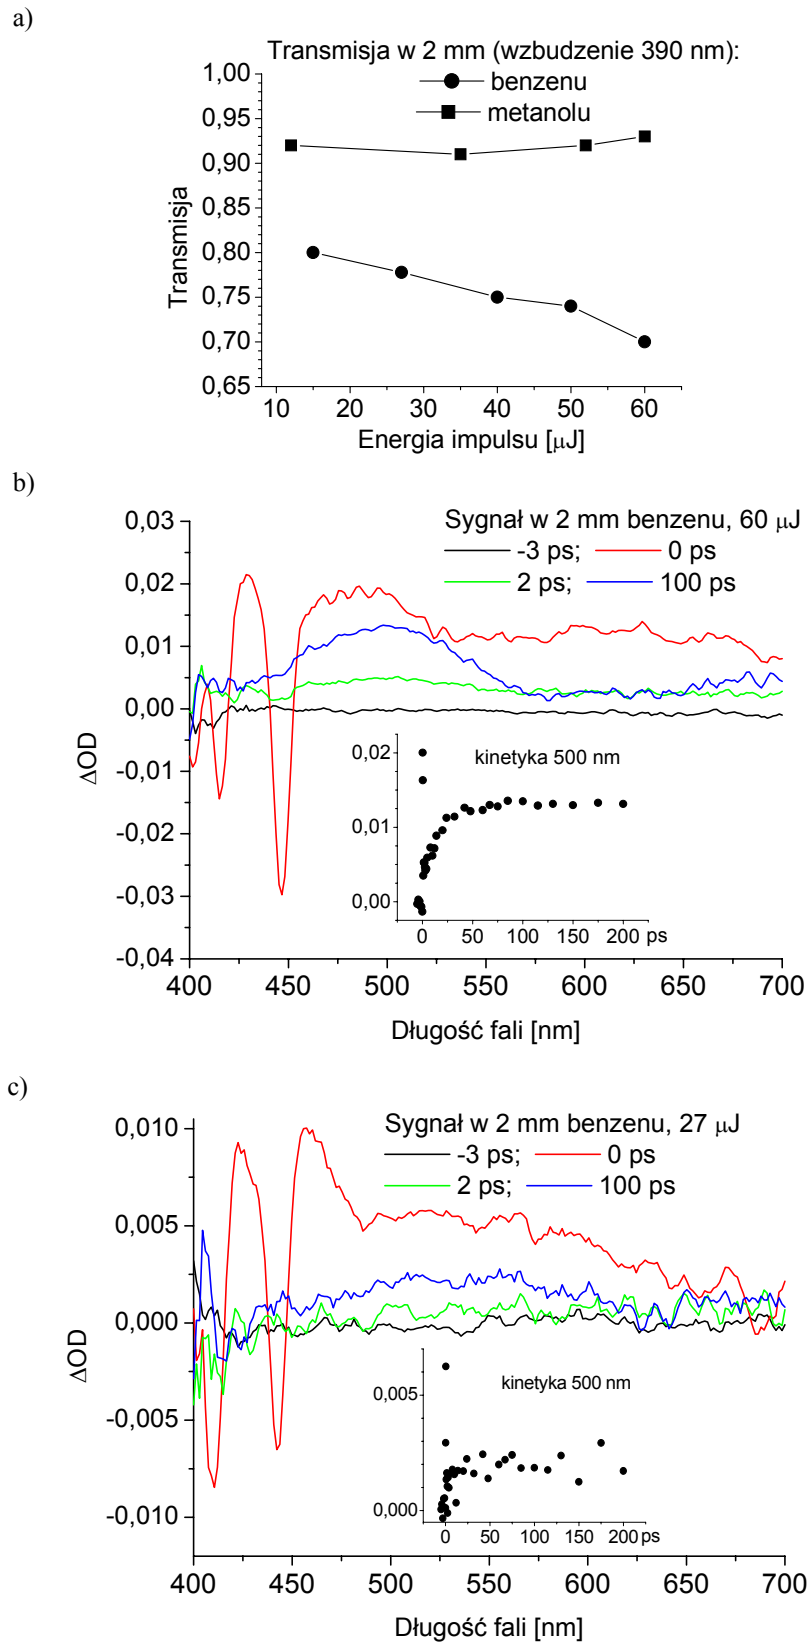 a)
Transmisja w 2 mm (wzbudzenie 390 nm):
benzenu
metanolu
1,00
0,95
0,90
0,85
0,80
0,75
0,70
0,65
Transmisja
10 20 30 40 50 60
Energia impulsu [μJ]
b)
Sygnał w 2 mm benzenu, 60 μJ
-3 ps; 0 ps
2 ps; 100 ps
0,03
0,02
0,01
0,00
-0,01
-0,02
-0,03
-0,04
ΔOD
kinetyka 500 nm
0,02
0,01
0,00
0 50 100 150 200 ps
400 450 500 550 600 650 700
Długość fali [nm]
c)
Sygnał w 2 mm benzenu, 27 μJ
-3 ps; 0 ps
2 ps; 100 ps
0,010
0,005
0,000
-0,005
-0,010
ΔOD
kinetyka 500 nm
0,005
0,000
0 50 100 150 200 ps
400 450 500 550 600 650 700
Długość fali [nm]